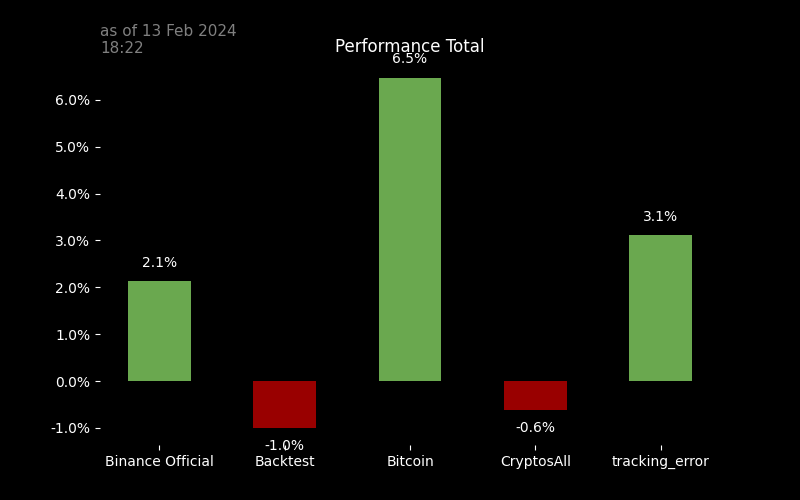 as of 13 Feb 2024
18:22
Performance Total
6.5%
6.0%
5.0%
4.0%
3.1%
3.0%
2.1%
2.0%
1.0%
0.0%
-1.0%
-0.6%
-1.0%
Binance Official
Backtest
Bitcoin
CryptosAll
tracking_error